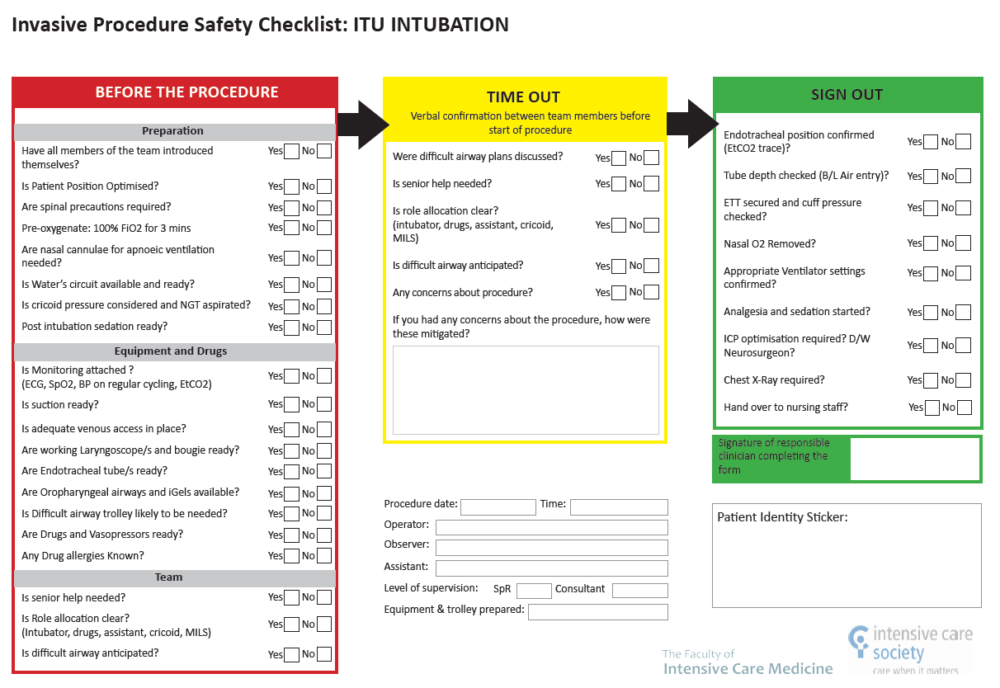 Invasive Procedure Safety Checklist: ITU INTUBATION
BEFORE THE PROCEDURE
Preparation
Have all members of the team introduced
themselves?
Yes No
Is Patient Position Optimised? Yes No
Are spinal precautions required? Yes No
Pre-oxygenate: 100% FiO2 for 3 mins Yes No
Are nasal cannulae for apnoeic ventilation
needed?
Yes No
Is Water’s circuit available and ready? Yes No
Is cricoid pressure considered and NGT aspirated? Yes No
Post intubation sedation ready? Yes No
Equipment and Drugs
Is Monitoring attached ?
(ECG, SpO2, BP on regular cycling, EtCO2)
Yes No
Is suction ready? Yes No
Is adequate venous access in place? Yes No
Are working Laryngoscope/s and bougie ready? Yes No
Are Endotracheal tube/s ready? Yes No
Are Oropharyngeal airways and iGels available? Yes No
Is Difficult airway trolley likely to be needed? Yes No
Are Drugs and Vasopressors ready? Yes No
Any Drug allergies Known? Yes No
Team
Is senior help needed? Yes No
Is Role allocation clear?
(Intubator, drugs, assistant, cricoid, MILS)
Yes No
Is difficult airway anticipated? Yes No
TIME OUT
Verbal confirmation between team members before
start of procedure
Were difficult airway plans discussed? Yes No
Is senior help needed? Yes No
Is role allocation clear?
(intubator, drugs, assistant, cricoid,
MILS)
Yes No
Is difficult airway anticipated? Yes No
Any concerns about procedure? Yes No
If you had any concerns about the procedure, how were
these mitigated?
Procedure date: Time:
Operator:
Observer:
Assistant:
Level of supervision: SpR Consultant
Equipment & trolley prepared:
SIGN OUT
Endotracheal position confirmed
(EtCO2 trace)?
Yes No
Tube depth checked (B/L Air entry)? Yes No
ETT secured and cuff pressure
checked?
Yes No
Nasal O2 Removed? Yes No
Appropriate Ventilator settings
confirmed?
Yes No
Analgesia and sedation started? Yes No
ICP optimisation required? D/W
Neurosurgeon?
Yes No
Chest X-Ray required? Yes No
Hand over to nursing staff? Yes No
Signature of responsible
clinician completing the
form
Patient Identity Sticker:
The Faculty of
Intensive Care Medicine
intensive care
society
care when it matters